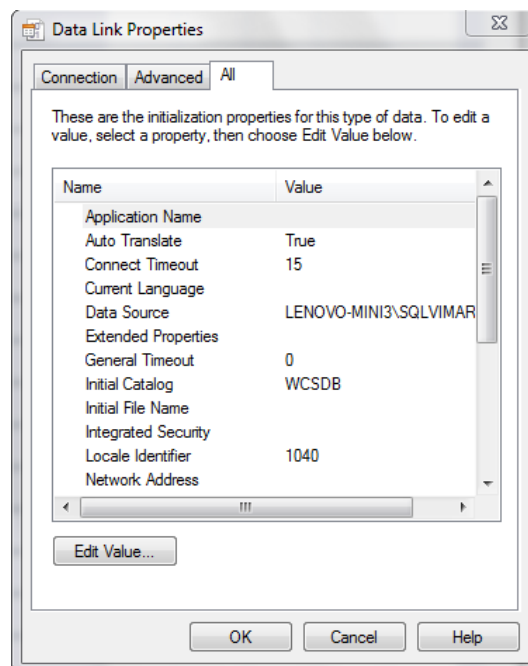 Data Link Properties
Connection Advanced All
These are the initialization properties for this type of data. To edit a
value, select a property, then choose Edit Value below.
Name Value
Application Name
Auto Translate True
Connect Timeout 15
Current Language
Data Source LENOVO-MINI3\SQLVIMAR
Extended Properties
General Timeout 0
Initial Catalog WCSDB
Initial File Name
Integrated Security
Locale Identifier 1040
Network Address
Edit Value...
OK Cancel Help